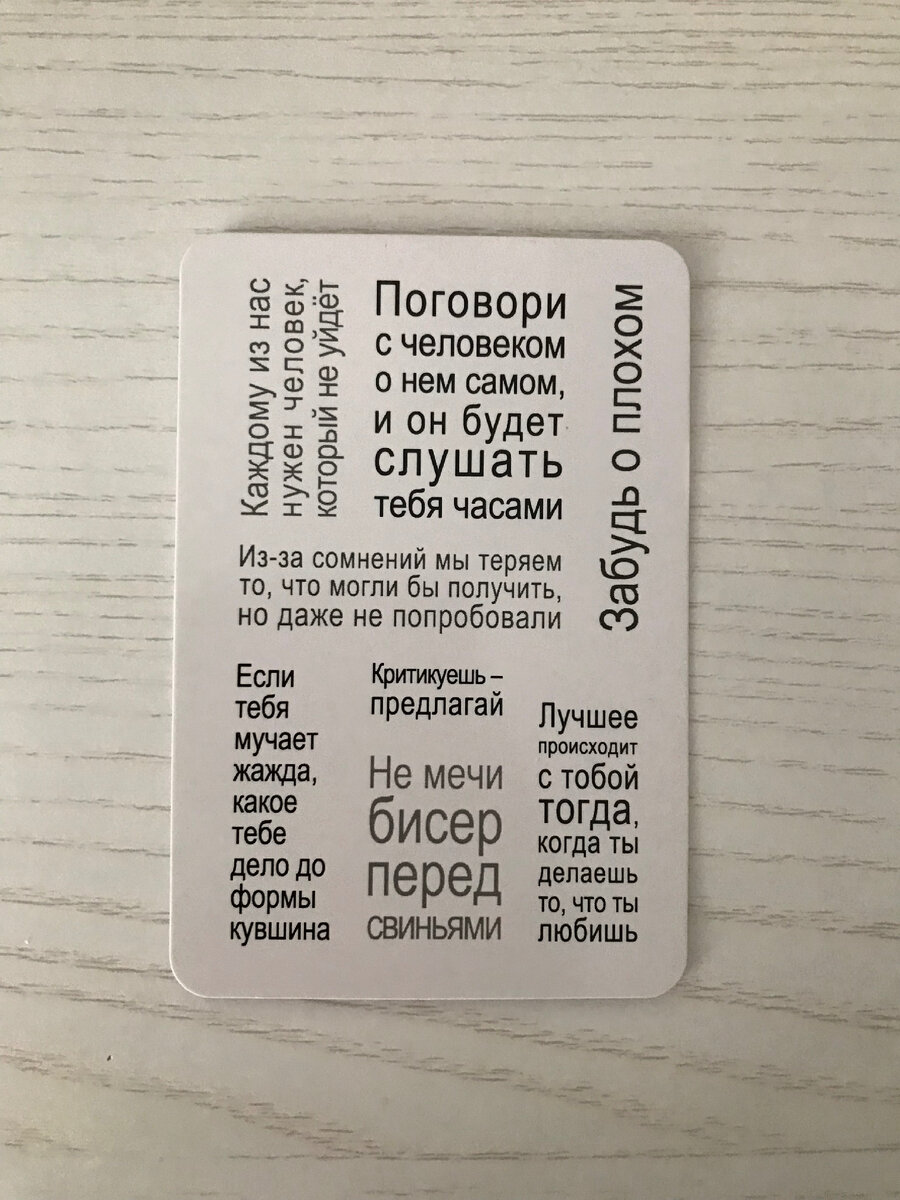 Каждому из нас
нужен человек,
который не уйдёт
Поговори
с человеком
о нем самом,
и он будет
слушать
тебя часами
Забудь о плохом
Из-за сомнений мы теряем
то, что могли бы получить,
но даже не попробовали
Если
тебя
мучает
жажда,
какое
тебе
дело до
формы
кувшина
Критикуешь –
предлагай
Не мечи
бисер
перед
свиньями
Лучшее
происходит
с тобой
тогда,
когда ты
делаешь
то, что ты
любишь